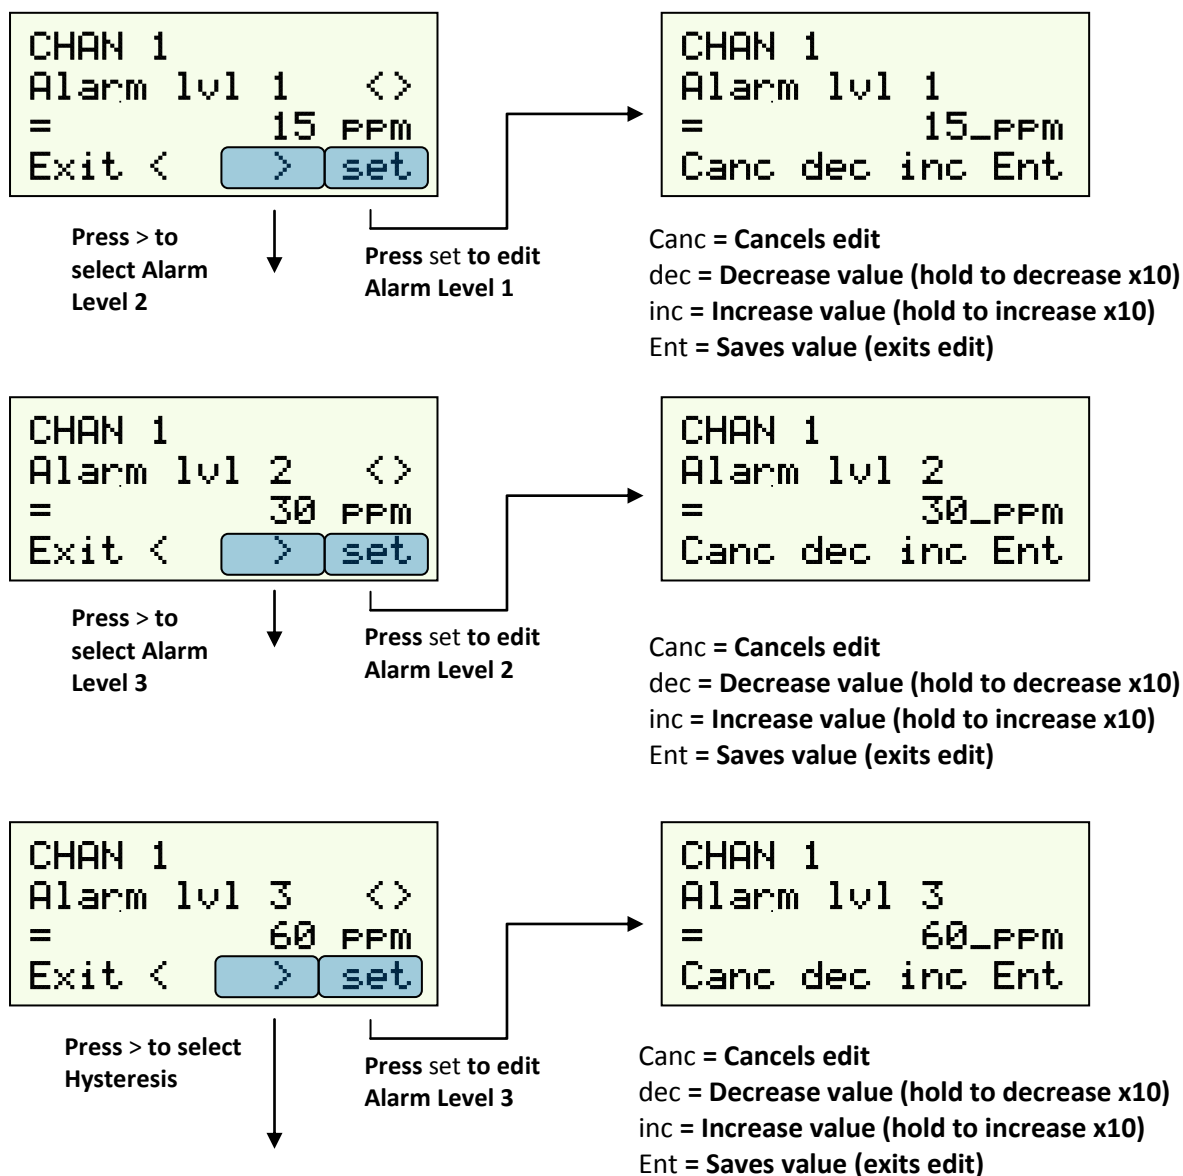 CHAN 1
Alarm lvl 1 <>
= 15 ppm
Exit < > set
CHAN 1
Alarm lvl 1
= 15_ppm
Canc dec inc Ent
Press > to
select Alarm
Level 2
Press set to edit
Alarm Level 1
Canc = Cancels edit
dec = Decrease value (hold to decrease x10)
inc = Increase value (hold to increase x10)
Ent = Saves value (exits edit)
CHAN 1
Alarm lvl 2 <>
= 30 ppm
Exit < > set
CHAN 1
Alarm lvl 2
= 30_ppm
Canc dec inc Ent
Press > to
select Alarm
Level 3
Press set to edit
Alarm Level 2
Canc = Cancels edit
dec = Decrease value (hold to decrease x10)
inc = Increase value (hold to increase x10)
Ent = Saves value (exits edit)
CHAN 1
Alarm lvl 3 <>
= 60 ppm
Exit < > set
CHAN 1
Alarm lvl 3
= 60_ppm
Canc dec inc Ent
Press > to select
Hysteresis
Press set to edit
Alarm Level 3
Canc = Cancels edit
dec = Decrease value (hold to decrease x10)
inc = Increase value (hold to increase x10)
Ent = Saves value (exits edit)